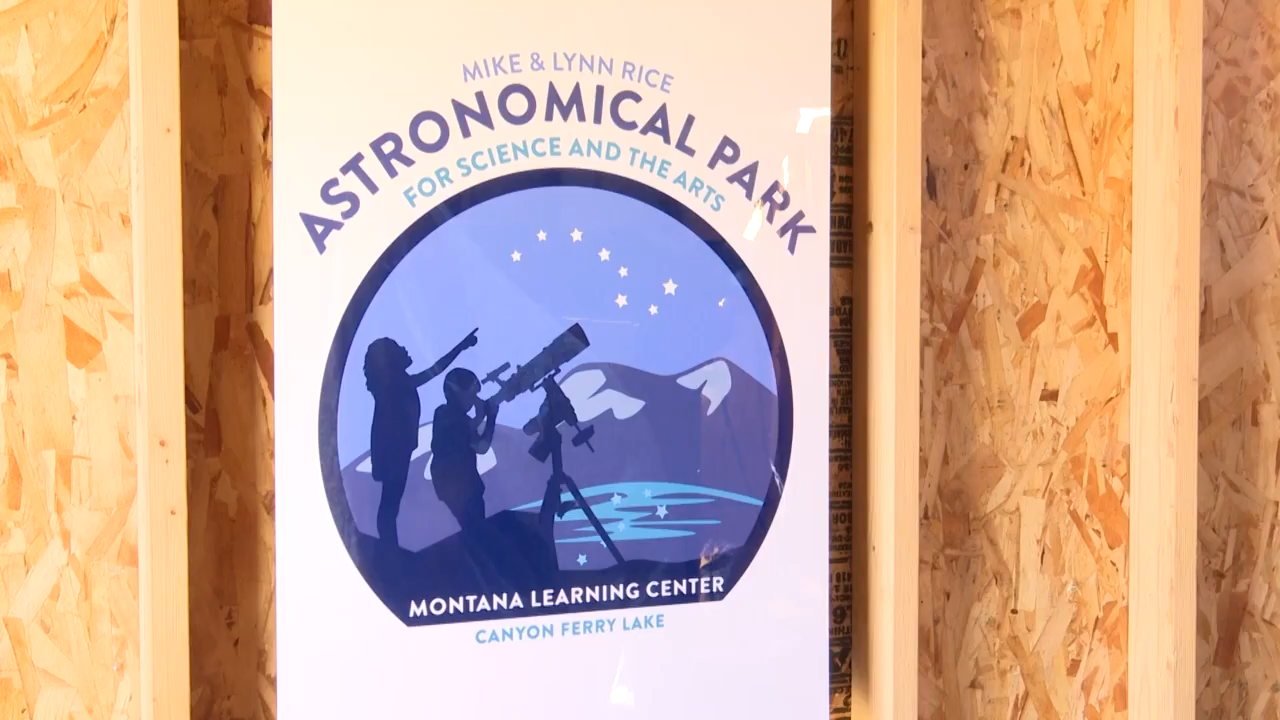 MIKE & LYNN RICE
ASTRONOMICAL PARK
FOR SCIENCE AND THE ARTS
MONTANA LEARNING CENTER
CANYON FERRY LAKE